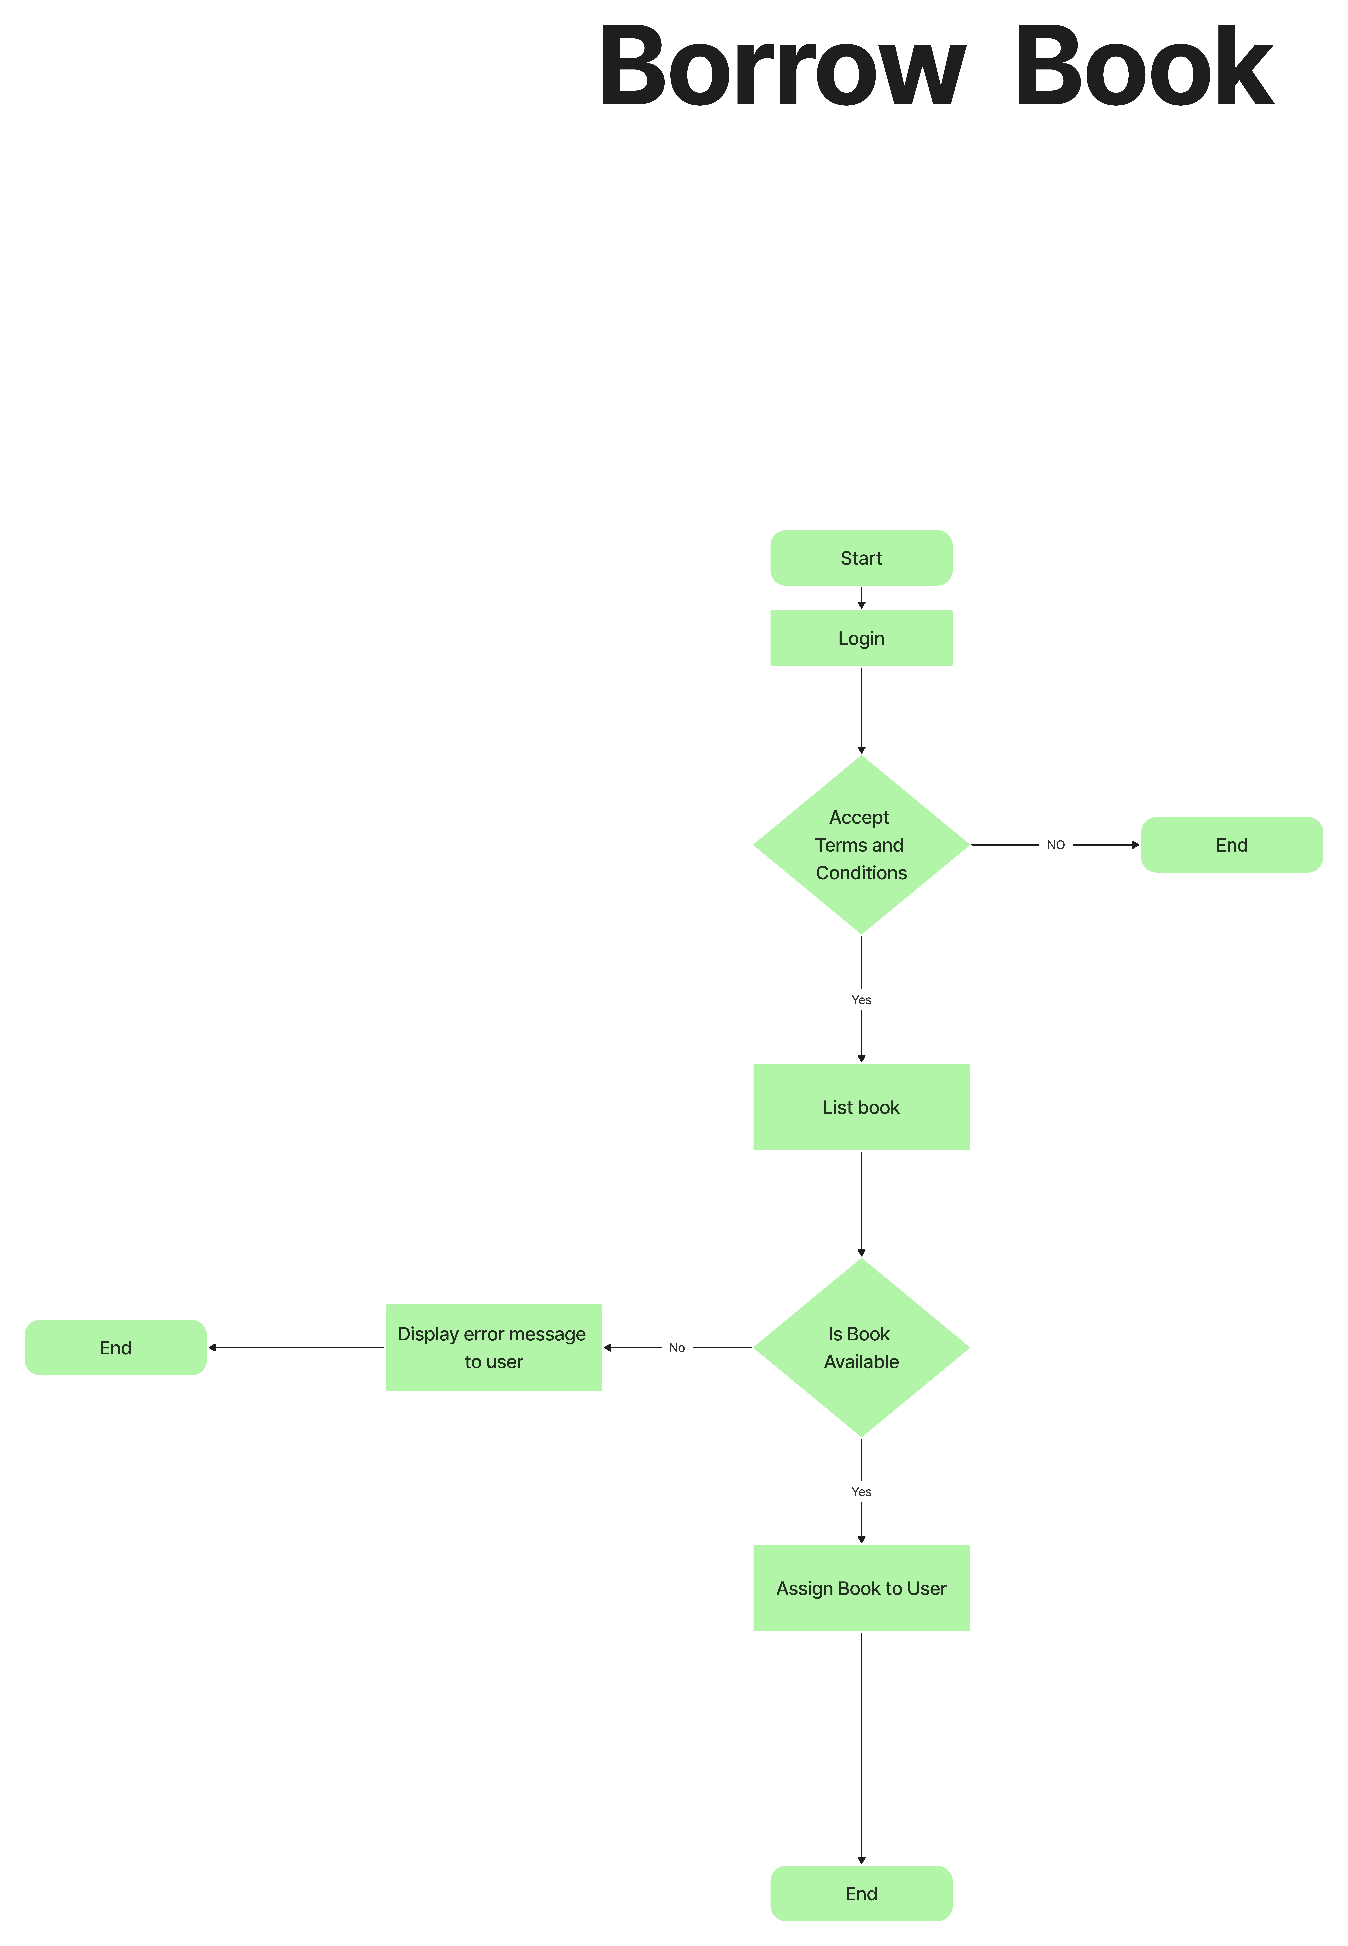 Borrow Book
Start
Login
Accept
Terms and
Conditions
NO
End
Yes
List book
Is Book
Available
No
Display error message
to user
End
Yes
Assign Book to User
End